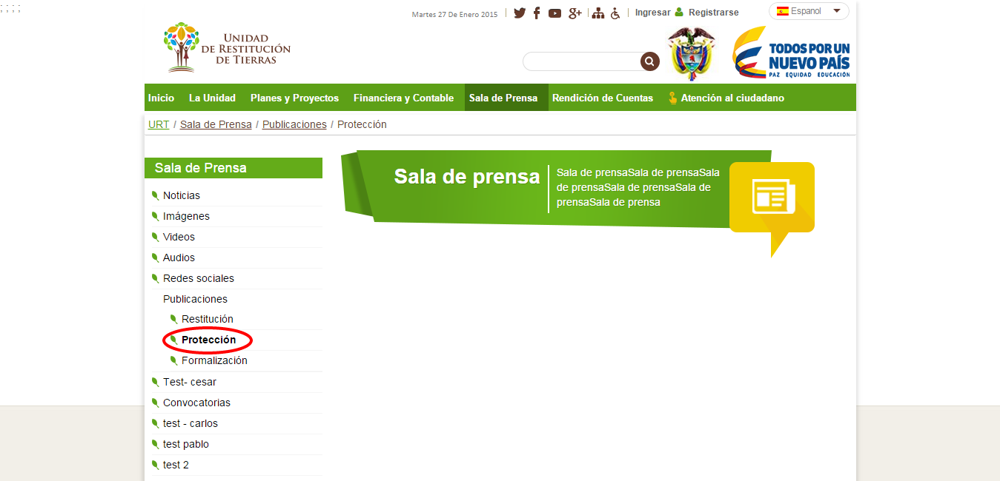 ; ; ; ;
Martes 27 De Enero 2015
Ingresar Registrarse
Espanol
UNIDAD
DE RESTITUCIÓN
DE TIERRAS
TODOS POR UN
NUEVO PAÍS
PAZ EQUIDAD EDUCACIÓN
Inicio La Unidad Planes y Proyectos Financiera y Contable Sala de Prensa Rendición de Cuentas Atención al ciudadano
URT / Sala de Prensa / Publicaciones / Protección
Sala de Prensa
Noticias
Imágenes
Videos
Audios
Redes sociales
Publicaciones
Restitución
Protección
Formalización
Test- cesar
Convocatorias
test - carlos
test pablo
test 2
Sala de prensa
Sala de prensaSala de prensaSala
de prensaSala de prensaSala de
prensaSala de prensa